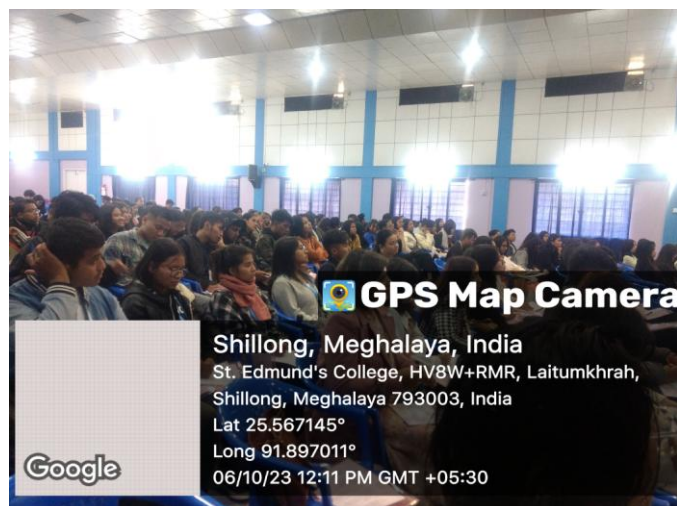 GPS Map Camera
Shillong, Meghalaya, India
St. Edmund's College, HV8W+RMR, Laitumkhrah,
Shillong, Meghalaya 793003, India
Lat 25.567145°
Long 91.897011°
06/10/23 12:11 PM GMT +05:30
Google